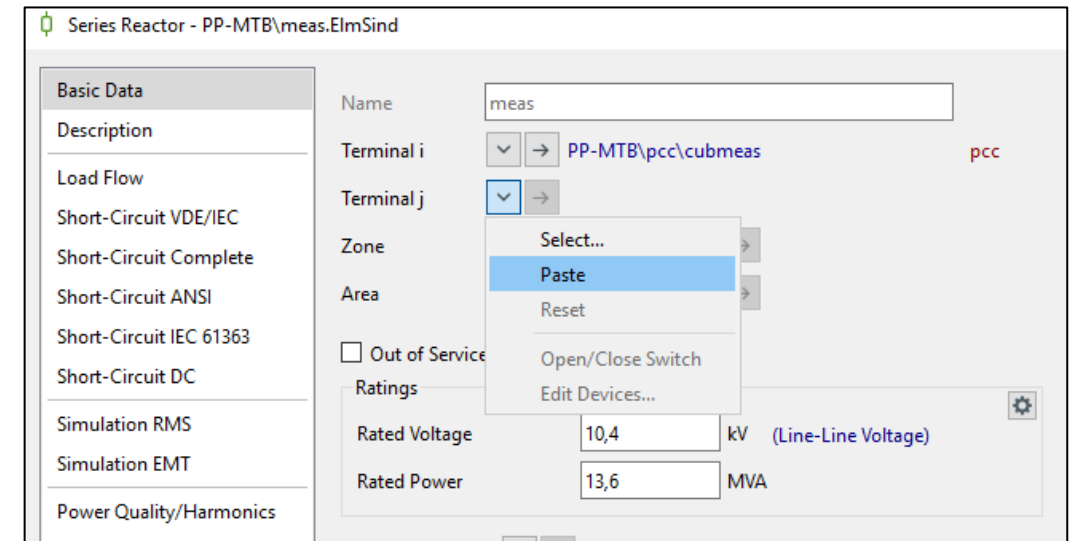 Series Reactor - PP-MTB\meas.ElmSind
Basic Data
Description
Load Flow
Short-Circuit VDE/IEC
Short-Circuit Complete
Short-Circuit ANSI
Short-Circuit IEC 61363
Short-Circuit DC
Simulation RMS
Simulation EMT
Power Quality/Harmonics
Name meas
Terminal i PP-MTB\pcc\cubmeas pcc
Terminal j
Zone
Area
Select...
Paste
Reset
Open/Close Switch
Edit Devices...
Out of Service
Ratings
Rated Voltage 10,4 kV (Line-Line Voltage)
Rated Power 13,6 MVA